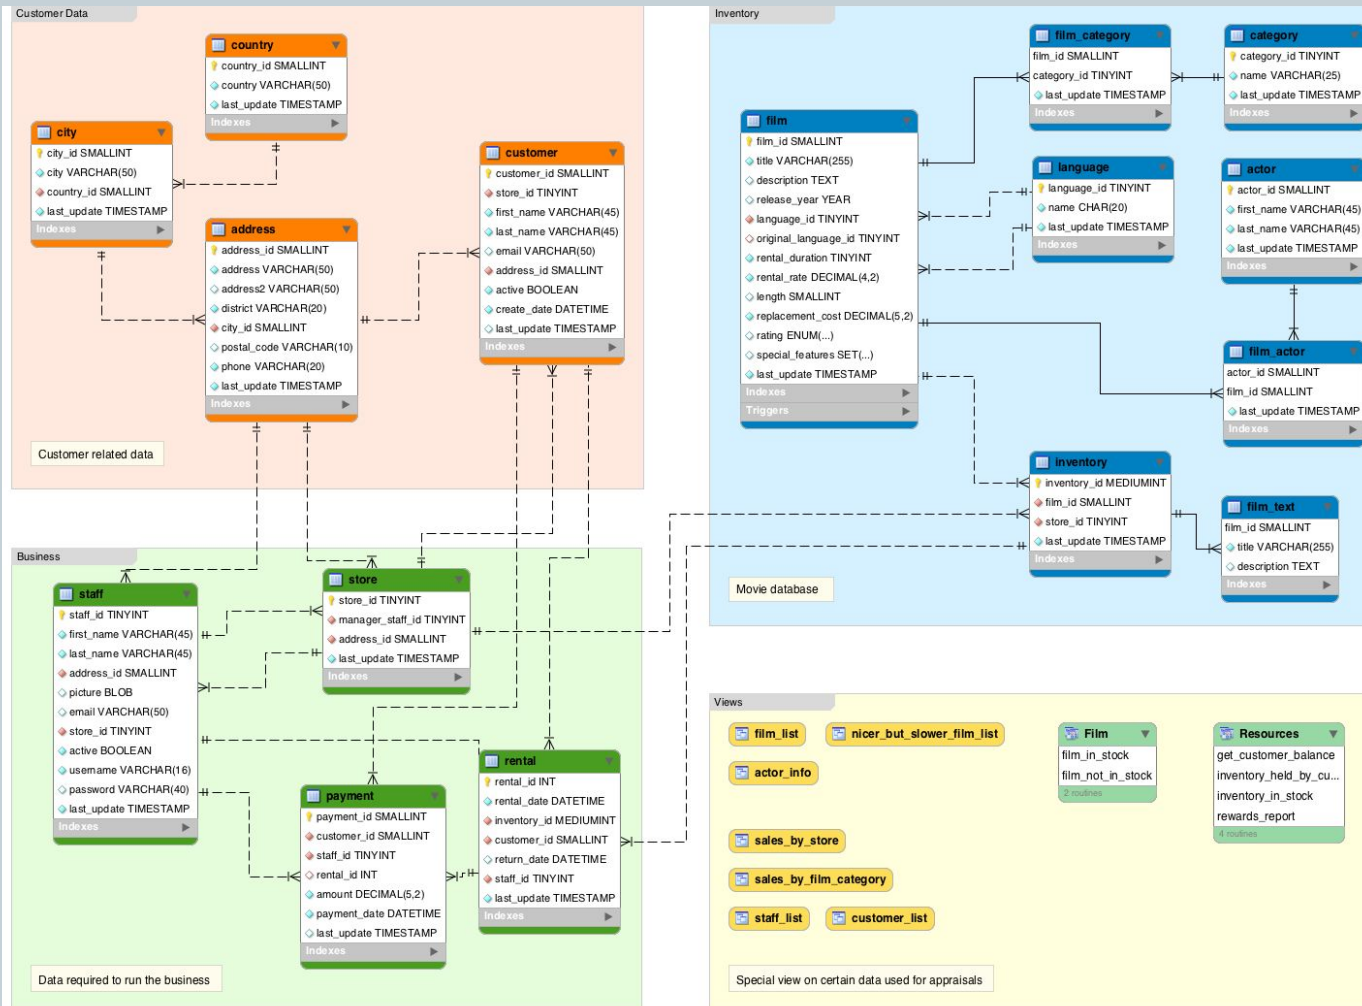 Customer Data
country
country_id SMALLINT
country VARCHAR(50)
last_update TIMESTAMP
Indexes
city
city_id SMALLINT
city VARCHAR(50)
country_id SMALLINT
last_update TIMESTAMP
Indexes
address
address_id SMALLINT
address VARCHAR(50)
address2 VARCHAR(50)
district VARCHAR(20)
city_id SMALLINT
postal_code VARCHAR(10)
phone VARCHAR(20)
last_update TIMESTAMP
Indexes
customer
customer_id SMALLINT
store_id TINYINT
first_name VARCHAR(45)
last_name VARCHAR(45)
email VARCHAR(50)
address_id SMALLINT
active BOOLEAN
create_date DATETIME
last_update TIMESTAMP
Indexes
Customer related data
Inventory
film
film_id SMALLINT
title VARCHAR(255)
description TEXT
release_year YEAR
language_id TINYINT
original_language_id TINYINT
rental_duration TINYINT
rental_rate DECIMAL(4,2)
length SMALLINT
replacement_cost DECIMAL(5,2)
rating ENUM(...)
special_features SET(...)
last_update TIMESTAMP
Indexes
Triggers
film_category
film_id SMALLINT
category_id TINYINT
last_update TIMESTAMP
Indexes
category
category_id TINYINT
name VARCHAR(25)
last_update TIMESTAMP
Indexes
language
language_id TINYINT
name CHAR(20)
last_update TIMESTAMP
Indexes
actor
actor_id SMALLINT
first_name VARCHAR(45)
last_name VARCHAR(45)
last_update TIMESTAMP
Indexes
film_actor
actor_id SMALLINT
film_id SMALLINT
last_update TIMESTAMP
Indexes
inventory
inventory_id MEDIUMINT
film_id SMALLINT
store_id TINYINT
last_update TIMESTAMP
Indexes
film_text
film_id SMALLINT
title VARCHAR(255)
description TEXT
Indexes
Movie database
Business
staff
staff_id TINYINT
first_name VARCHAR(45)
last_name VARCHAR(45)
address_id SMALLINT
picture BLOB
email VARCHAR(50)
store_id TINYINT
active BOOLEAN
username VARCHAR(16)
password VARCHAR(40)
last_update TIMESTAMP
Indexes
store
store_id TINYINT
manager_staff_id TINYINT
address_id SMALLINT
last_update TIMESTAMP
Indexes
payment
payment_id SMALLINT
customer_id SMALLINT
staff_id TINYINT
rental_id INT
amount DECIMAL(5,2)
payment_date DATETIME
last_update TIMESTAMP
Indexes
rental
rental_id INT
rental_date DATETIME
inventory_id MEDIUMINT
customer_id SMALLINT
return_date DATETIME
staff_id TINYINT
last_update TIMESTAMP
Indexes
Data required to run the business
Views
film_list
nicer_but_slower_film_list
actor_info
sales_by_store
sales_by_film_category
staff_list
customer_list
Film
film_in_stock
film_not_in_stock
2 routines
Resources
get_customer_balance
inventory_held_by_cu...
inventory_in_stock
rewards_report
4 routines
Special view on certain data used for appraisals